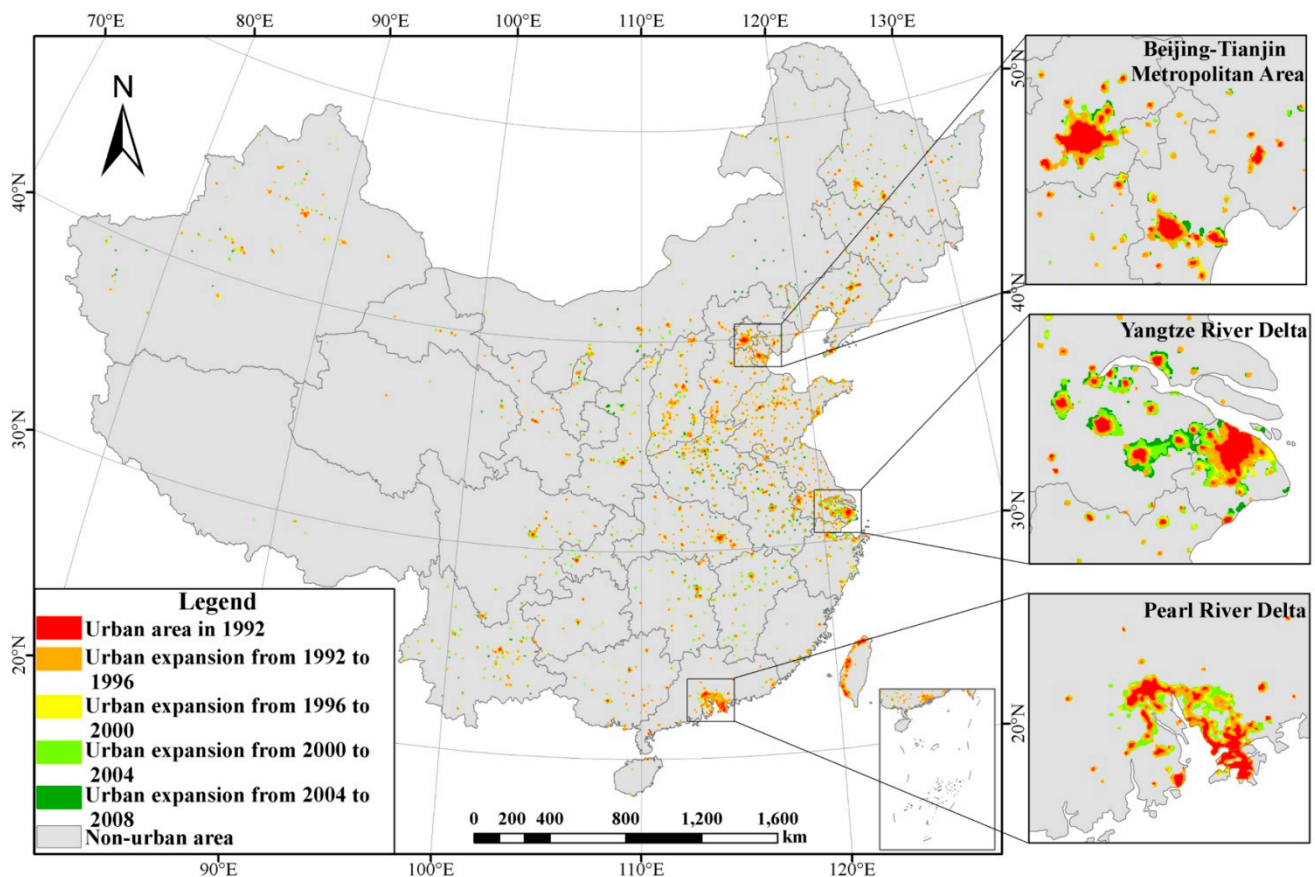 70°E
80°E
90°E
100°E
110°E
120°E
130°E
N
50°N
40°N
40°N
30°N
30°N
20°N
20°N
Beijing-Tianjin
Metropolitan Area
Yangtze River Delta
Pearl River Delta
Legend
Urban area in 1992
Urban expansion from 1992 to
1996
Urban expansion from 1996 to
2000
Urban expansion from 2000 to
2004
Urban expansion from 2004 to
2008
Non-urban area
0 200 400 800 1,200 1,600
km
90°E
100°E
110°E
120°E